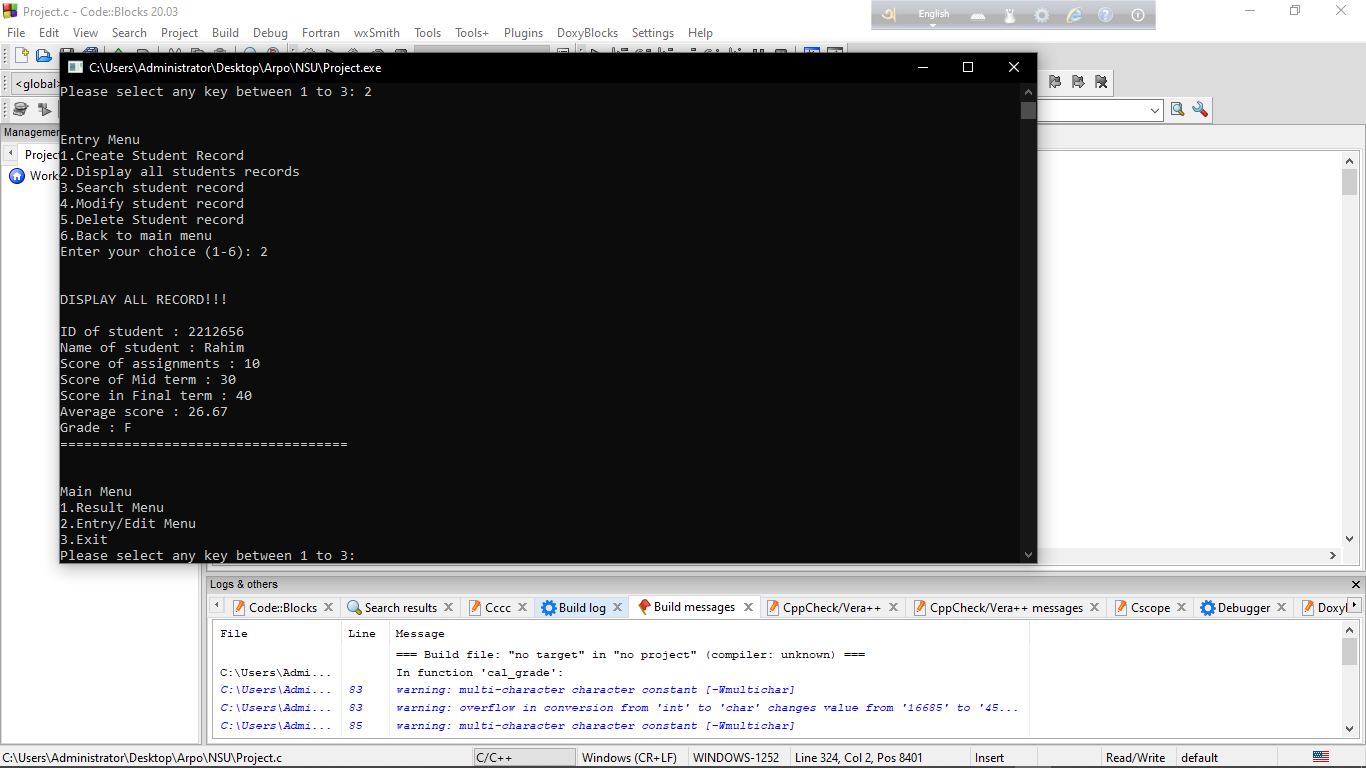 Project.c - Code::Blocks 20.03
English
File Edit View Search Project Build Debug Fortran wxSmith Tools Tools+ Plugins DoxyBlocks Settings Help
C:\Users\Administrator\Desktop\Arpo\NSU\Project.exe
<global>
Please select any key between 1 to 3: 2
Entry Menu
Managemen
1.Create Student Record
Projec
2.Display all students records
Work
3.Search student record
4.Modify student record
5.Delete Student record
6.Back to main menu
Enter your choice (1-6): 2
DISPLAY ALL RECORD!!!
ID of student : 2212656
Name of student : Rahim
Score of assignments : 10
Score of Mid term : 30
Score in Final term : 40
Average score : 26.67
Grade : F
====================================
Main Menu
1.Result Menu
2.Entry/Edit Menu
3.Exit
Please select any key between 1 to 3:
Logs & others
Code::Blocks Search results Cccc Build log Build messages CppCheck/Vera++ CppCheck/Vera++ messages Cscope Debugger Doxyl
File Line Message
=== Build file: "no target" in "no project" (compiler: unknown) ===
C:\Users\Admi... In function 'cal_grade':
C:\Users\Admi... 83 warning: multi-character character constant [-Wmultichar]
C:\Users\Admi... 83 warning: overflow in conversion from 'int' to 'char' changes value from '16685' to '45...
C:\Users\Admi... 85 warning: multi-character character constant [-Wmultichar]
C:\Users\Administrator\Desktop\Arpo\NSU\Project.c C/C++ Windows (CR+LF) WINDOWS-1252 Line 324, Col 2, Pos 8401 Insert Read/Write default